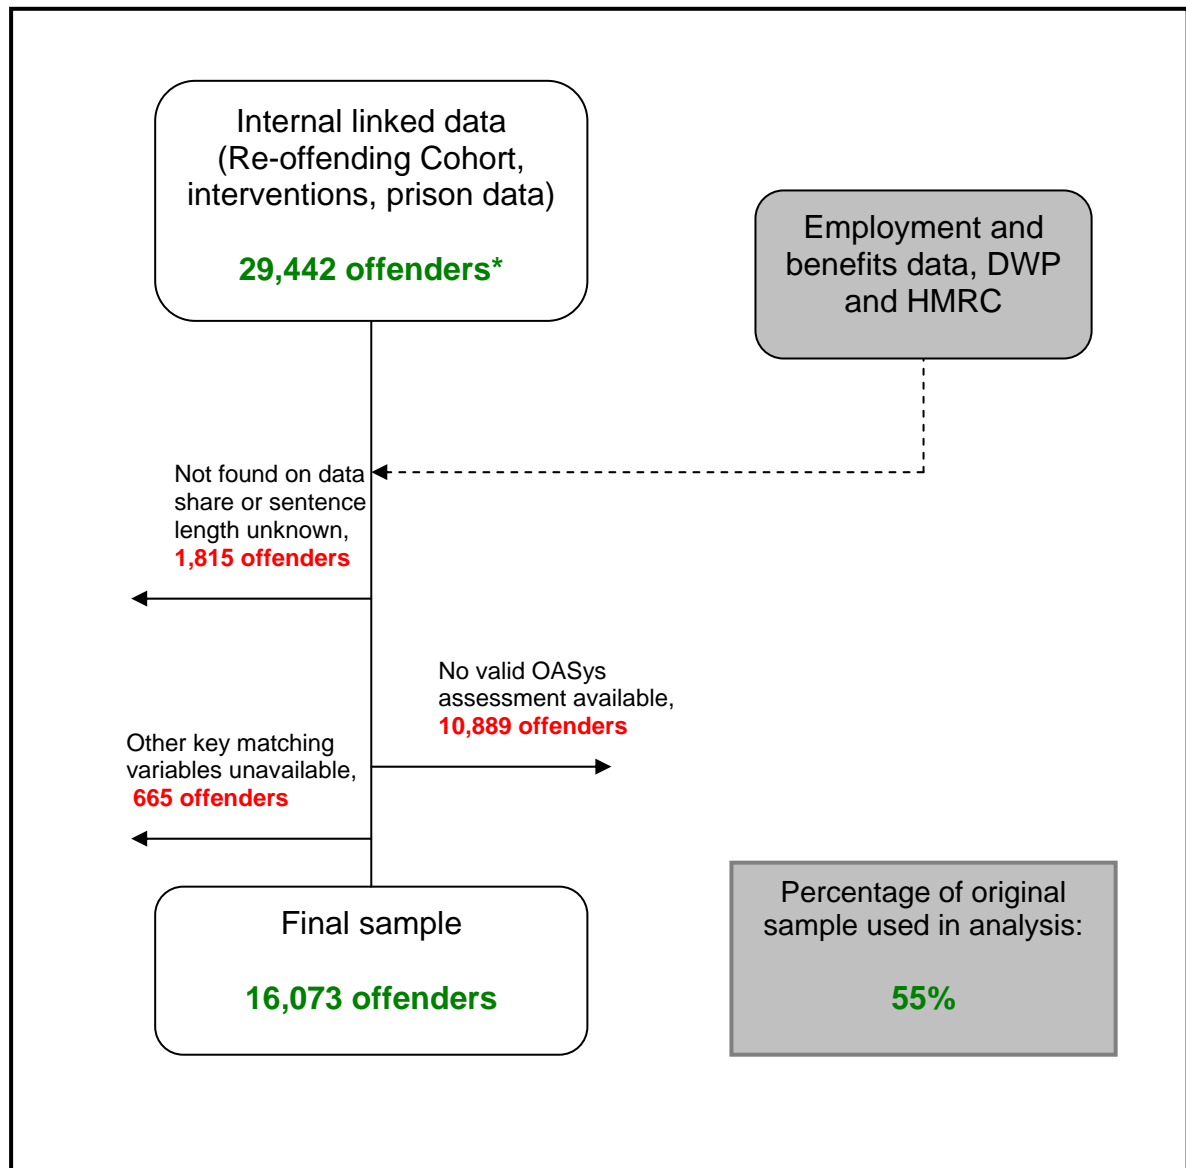 Internal linked data
(Re-offending Cohort,
interventions, prison data)
29,442 offenders*
Employment and
benefits data, DWP
and HMRC
Not found on data
share or sentence
length unknown,
1,815 offenders
No valid OASys
assessment available,
10,889 offenders
Other key matching
variables unavailable,
665 offenders
Final sample
16,073 offenders
Percentage of original
sample used in analysis:
55%